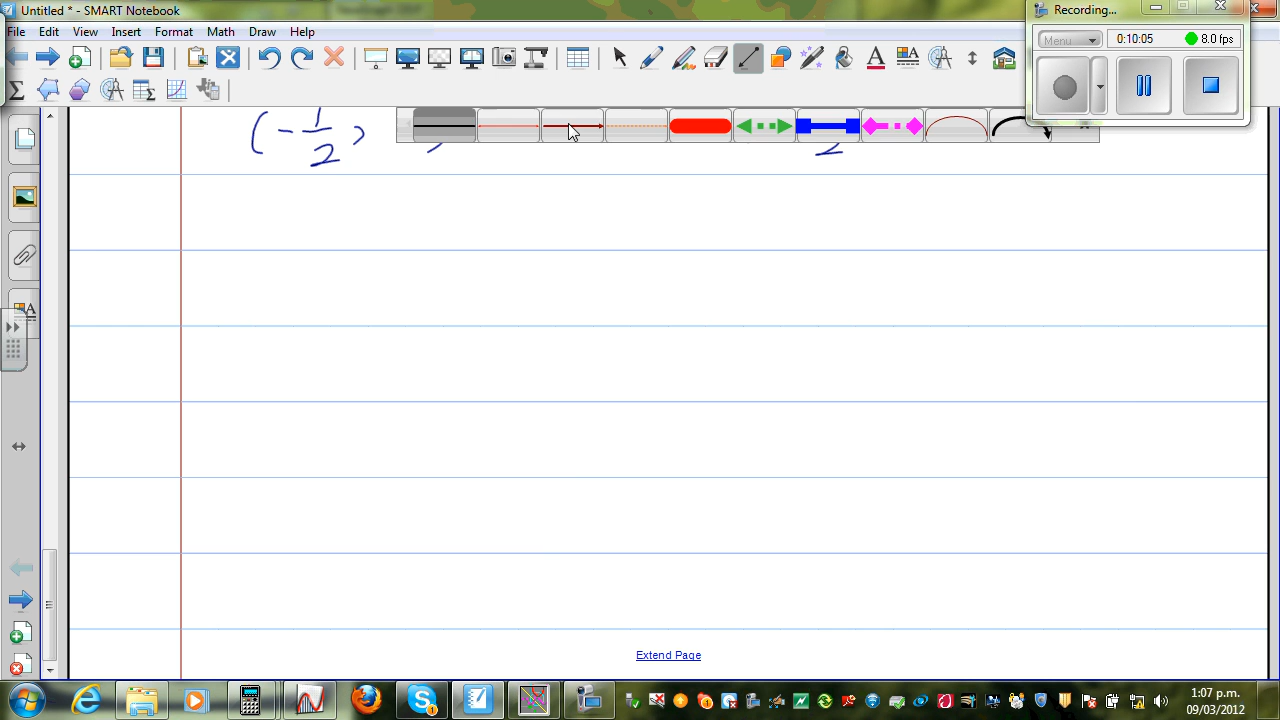 Untitled * - SMART Notebook
Recording...
File Edit View Insert Format Math Draw Help
Menu 0:10:05 8.0 fps
(-1/2,
2
Extend Page
1:07 p.m.
09/03/2012